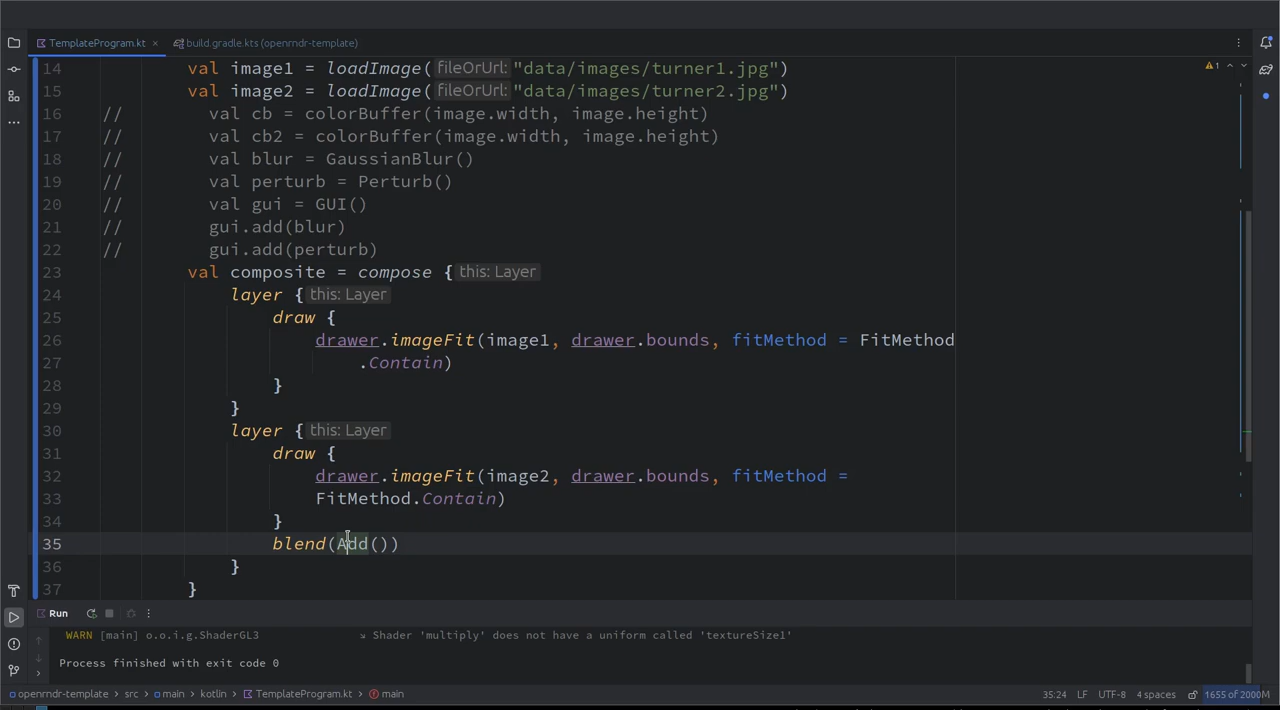 TemplateProgram.kt × build.gradle.kts (openrndr-template)
14 val image1 = loadImage( fileOrUrl: "data/images/turner1.jpg")
15 val image2 = loadImage( fileOrUrl: "data/images/turner2.jpg")
16 // val cb = colorBuffer(image.width, image.height)
17 // val cb2 = colorBuffer(image.width, image.height)
18 // val blur = GaussianBlur()
19 // val perturb = Perturb()
20 // val gui = GUI()
21 // gui.add(blur)
22 // gui.add(perturb)
23 val composite = compose { this: Layer
24 layer { this: Layer
25 draw {
26 drawer.imageFit(image1, drawer.bounds, fitMethod = FitMethod
27 .Contain)
28 }
29 }
30 layer { this: Layer
31 draw {
32 drawer.imageFit(image2, drawer.bounds, fitMethod =
33 FitMethod.Contain)
34 }
35 blend(Add())
36 }
37 }
1
Run
WARN [main] o.o.i.g.ShaderGL3 ↘ Shader 'multiply' does not have a uniform called 'textureSize1'
Process finished with exit code 0
openrndr-template > src > main > kotlin > TemplateProgram.kt > main 35:24 LF UTF-8 4 spaces 1655 of 2000M